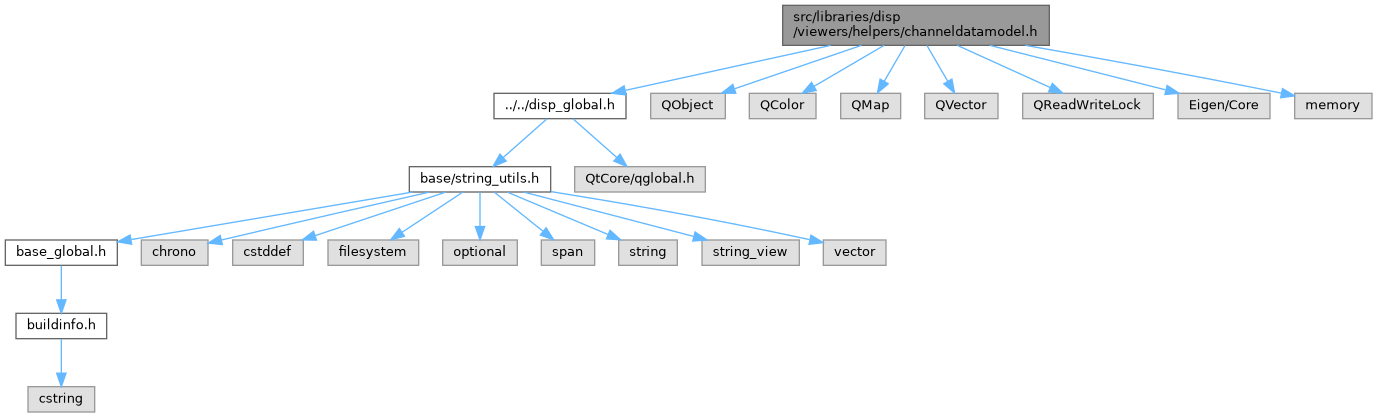 src/libraries/disp
/viewers/helpers/channeldatamodel.h
../../disp_global.h
QObject
QColor
QMap
QVector
QReadWriteLock
Eigen/Core
memory
base/string_utils.h
QtCore/qglobal.h
base_global.h
chrono
cstddef
filesystem
optional
span
string
string_view
vector
buildinfo.h
cstring